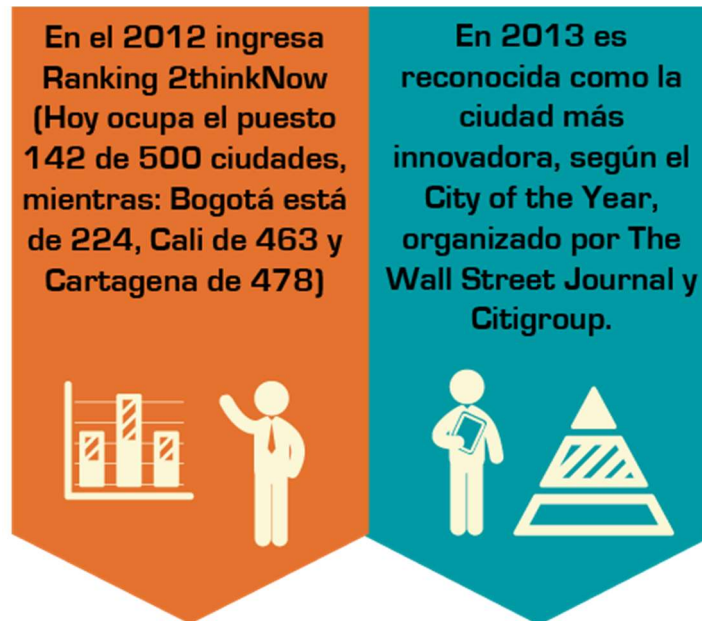 En el 2012 ingresa
Ranking 2thinkNow
(Hoy ocupa el puesto
142 de 500 ciudades,
mientras: Bogotá está
de 224, Cali de 463 y
Cartagena de 478)
En 2013 es
reconocida como la
ciudad más
innovadora, según el
City of the Year,
organizado por The
Wall Street Journal y
Citigroup.